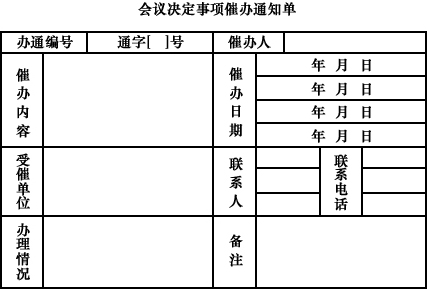 会议决定事项催办通知单
办通编号 通字[ ]号 催办人
催办内容 催办日期 年 月 日
年 月 日
年 月 日
年 月 日
受催单位 联系人 联系电话
办理情况 备注